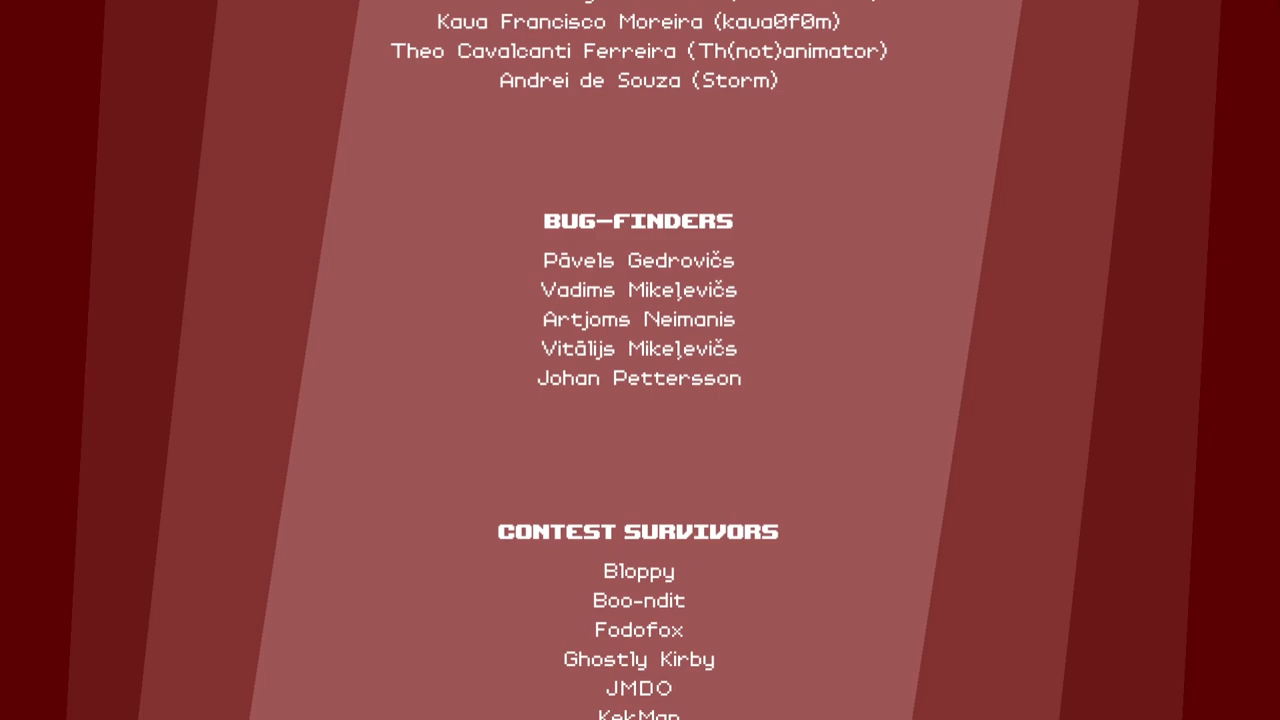 Kaua Francisco Moreira (kaua0f0m)
Theo Cavalcanti Ferreira (Th(not)animator)
Andrei de Souza (Storm)
BUG-FINDERS
Pāvels Gedrovičs
Vadims Mikeļevičs
Artjoms Neimanis
Vitālijs Mikeļevičs
Johan Pettersson
CONTEST SURVIVORS
Bloppy
Boo-ndit
Fodofox
Ghostly Kirby
JMDO
KekMan